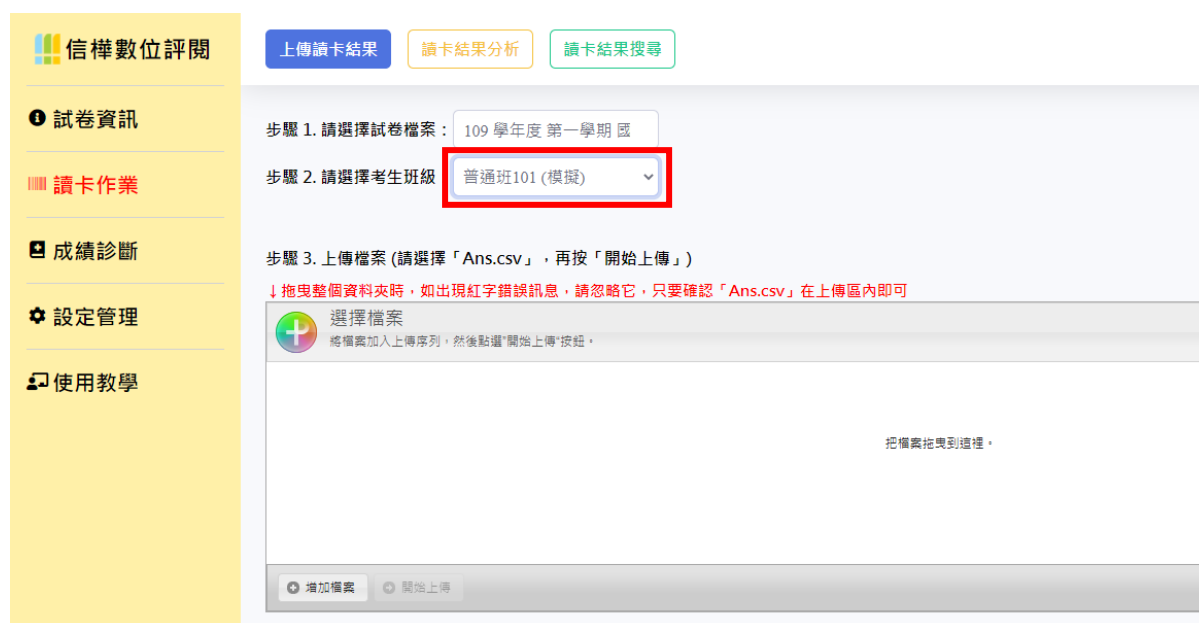 信樺數位評閱
試卷資訊
讀卡作業
成績診斷
設定管理
使用教學
上傳讀卡結果
讀卡結果分析
讀卡結果搜尋
步驟 1. 請選擇試卷檔案：
109 學年度 第一學期 國
步驟 2. 請選擇考生班級
普通班101 (模擬)
步驟 3. 上傳檔案 (請選擇「Ans.csv」，再按「開始上傳」)
↓拖曳整個資料夾時，如出現紅字錯誤訊息，請忽略它，只要確認「Ans.csv」在上傳區內即可
選擇檔案
將檔案加入上傳序列，然後點選"開始上傳"按鈕。
把檔案拖曳到這裡。
增加檔案
開始上傳